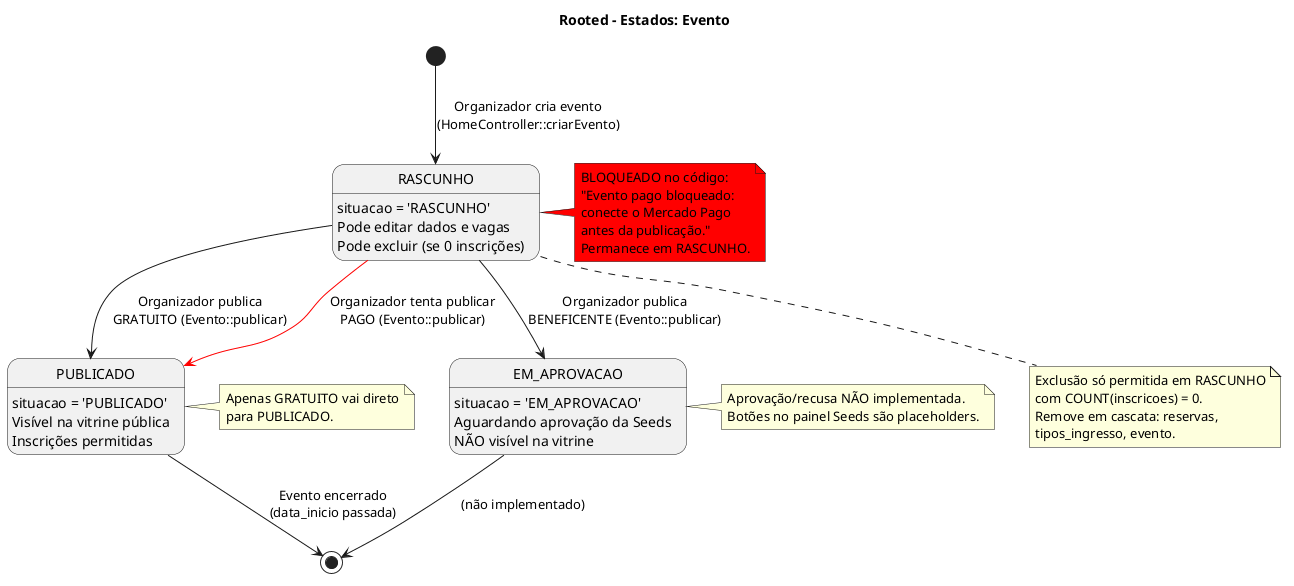 Rooted - Estados: Evento
Organizador cria evento
(HomeController::criarEvento)
RASCUNHO
situacao = 'RASCUNHO'
Pode editar dados e vagas
Pode excluir (se 0 inscrições)
BLOQUEADO no código:
"Evento pago bloqueado:
conecte o Mercado Pago
antes da publicação."
Permanece em RASCUNHO.
Organizador publica
GRATUITO (Evento::publicar)
Organizador tenta publicar
PAGO (Evento::publicar)
Organizador publica
BENEFICENTE (Evento::publicar)
PUBLICADO
situacao = 'PUBLICADO'
Visível na vitrine pública
Inscrições permitidas
Apenas GRATUITO vai direto
para PUBLICADO.
EM_APROVACAO
situacao = 'EM_APROVACAO'
Aguardando aprovação da Seeds
NÃO visível na vitrine
Aprovação/recusa NÃO implementada.
Botões no painel Seeds são placeholders.
Exclusão só permitida em RASCUNHO
com COUNT(inscricoes) = 0.
Remove em cascata: reservas,
tipos_ingresso, evento.
Evento encerrado
(data_inicio passada)
(não implementado)